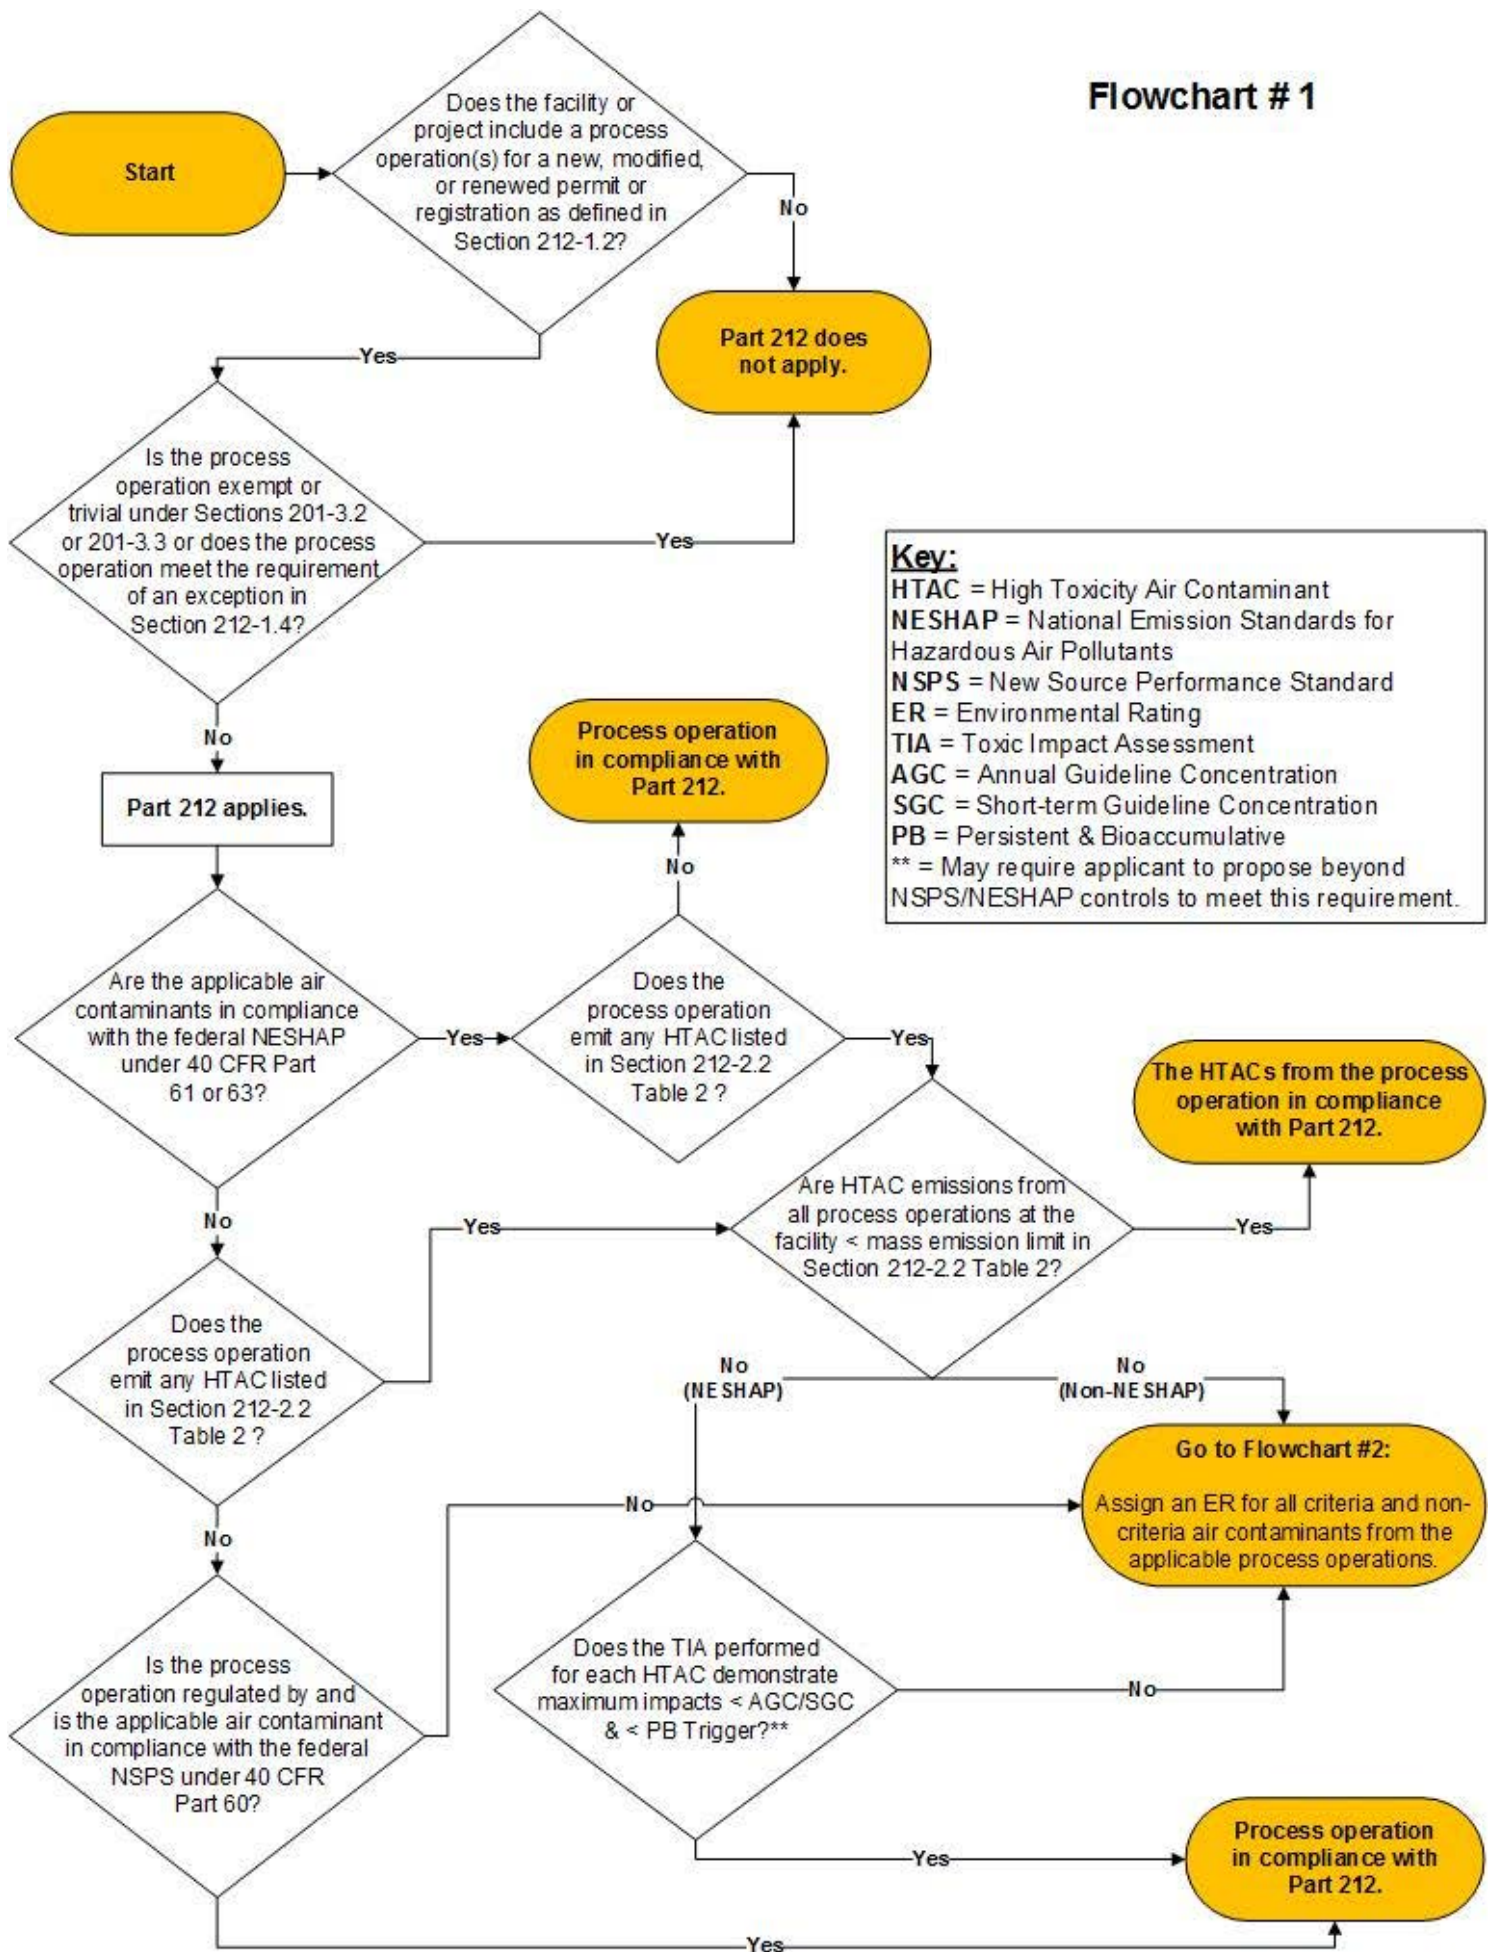 Flowchart # 1
Start
Does the facility or
project include a process
operation(s) for a new, modified,
or renewed permit or
registration as defined in
Section 212-1.2?
No
Part 212 does
not apply.
Yes
Is the process
operation exempt or
trivial under Sections 201-3.2
or 201-3.3 or does the process
operation meet the requirement
of an exception in
Section 212-1.4?
Yes
Key:
HTAC = High Toxicity Air Contaminant
NESHAP = National Emission Standards for
Hazardous Air Pollutants
NSPS = New Source Performance Standard
ER = Environmental Rating
TIA = Toxic Impact Assessment
AGC = Annual Guideline Concentration
SGC = Short-term Guideline Concentration
PB = Persistent & Bioaccumulative
** = May require applicant to propose beyond
NSPS/NESHAP controls to meet this requirement.
No
Part 212 applies.
Process operation
in compliance with
Part 212.
No
Are the applicable air
contaminants in compliance
with the federal NESHAP
under 40 CFR Part
61 or 63?
Yes
Does the
process operation
emit any HTAC listed
in Section 212-2.2
Table 2 ?
Yes
The HTACs from the process
operation in compliance
with Part 212.
No
Yes
Are HTAC emissions from
all process operations at the
facility < mass emission limit in
Section 212-2.2 Table 2?
Yes
Does the
process operation
emit any HTAC listed
in Section 212-2.2
Table 2 ?
No
(NESHAP)
No
(Non-NESHAP)
Go to Flowchart #2:
Assign an ER for all criteria and non-
criteria air contaminants from the
applicable process operations.
No
No
Is the process
operation regulated by and
is the applicable air contaminant
in compliance with the federal
NSPS under 40 CFR
Part 60?
Does the TIA performed
for each HTAC demonstrate
maximum impacts < AGC/SGC
& < PB Trigger?**
No
Yes
Process operation
in compliance with
Part 212.
Yes